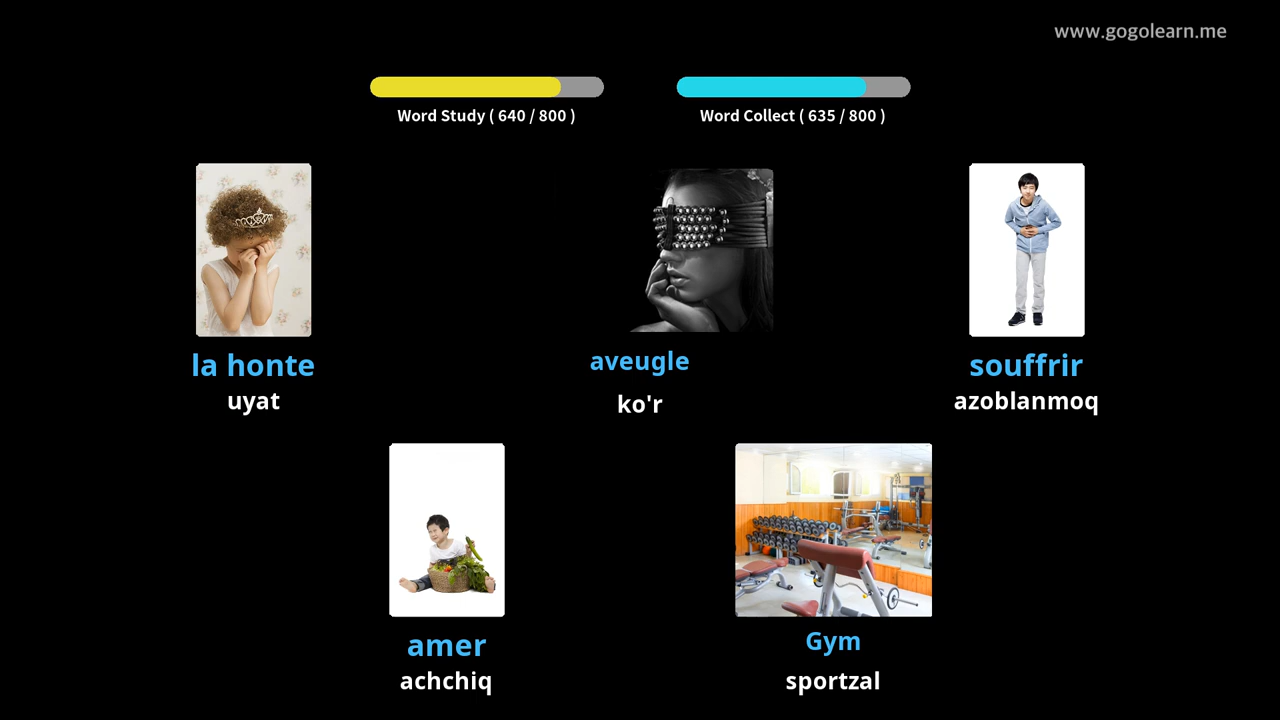 www.gogolearn.me
Word Study ( 640 / 800 )
Word Collect ( 635 / 800 )
la honte
uyat
aveugle
ko'r
souffrir
azoblanmoq
amer
achchiq
Gym
sportzal